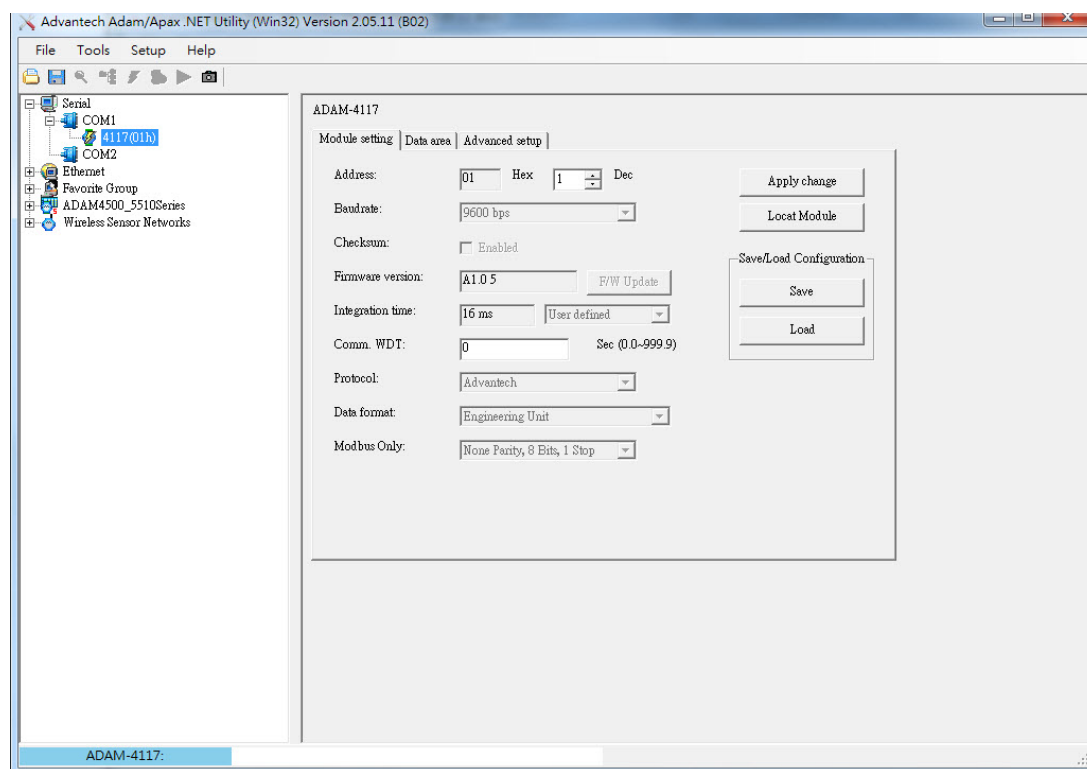 Advantech Adam/Apax .NET Utility (Win32) Version 2.05.11 (B02)
File Tools Setup Help
Serial
COM1
4117(01h)
COM2
Ethernet
Favorite Group
ADAM4500_5510Series
Wireless Sensor Networks
ADAM-4117
Module setting Data area Advanced setup
Address: 01 Hex 1 Dec
Baudrate: 9600 bps
Checksum: Enabled
Firmware version: A1.0 5 F/W Update
Integration time: 16 ms User defined
Comm. WDT: 0 Sec (0.0~999.9)
Protocol: Advantech
Data format: Engineering Unit
Modbus Only: None Parity, 8 Bits, 1 Stop
Apply change
Locat Module
Save/Load Configuration
Save
Load
ADAM-4117: